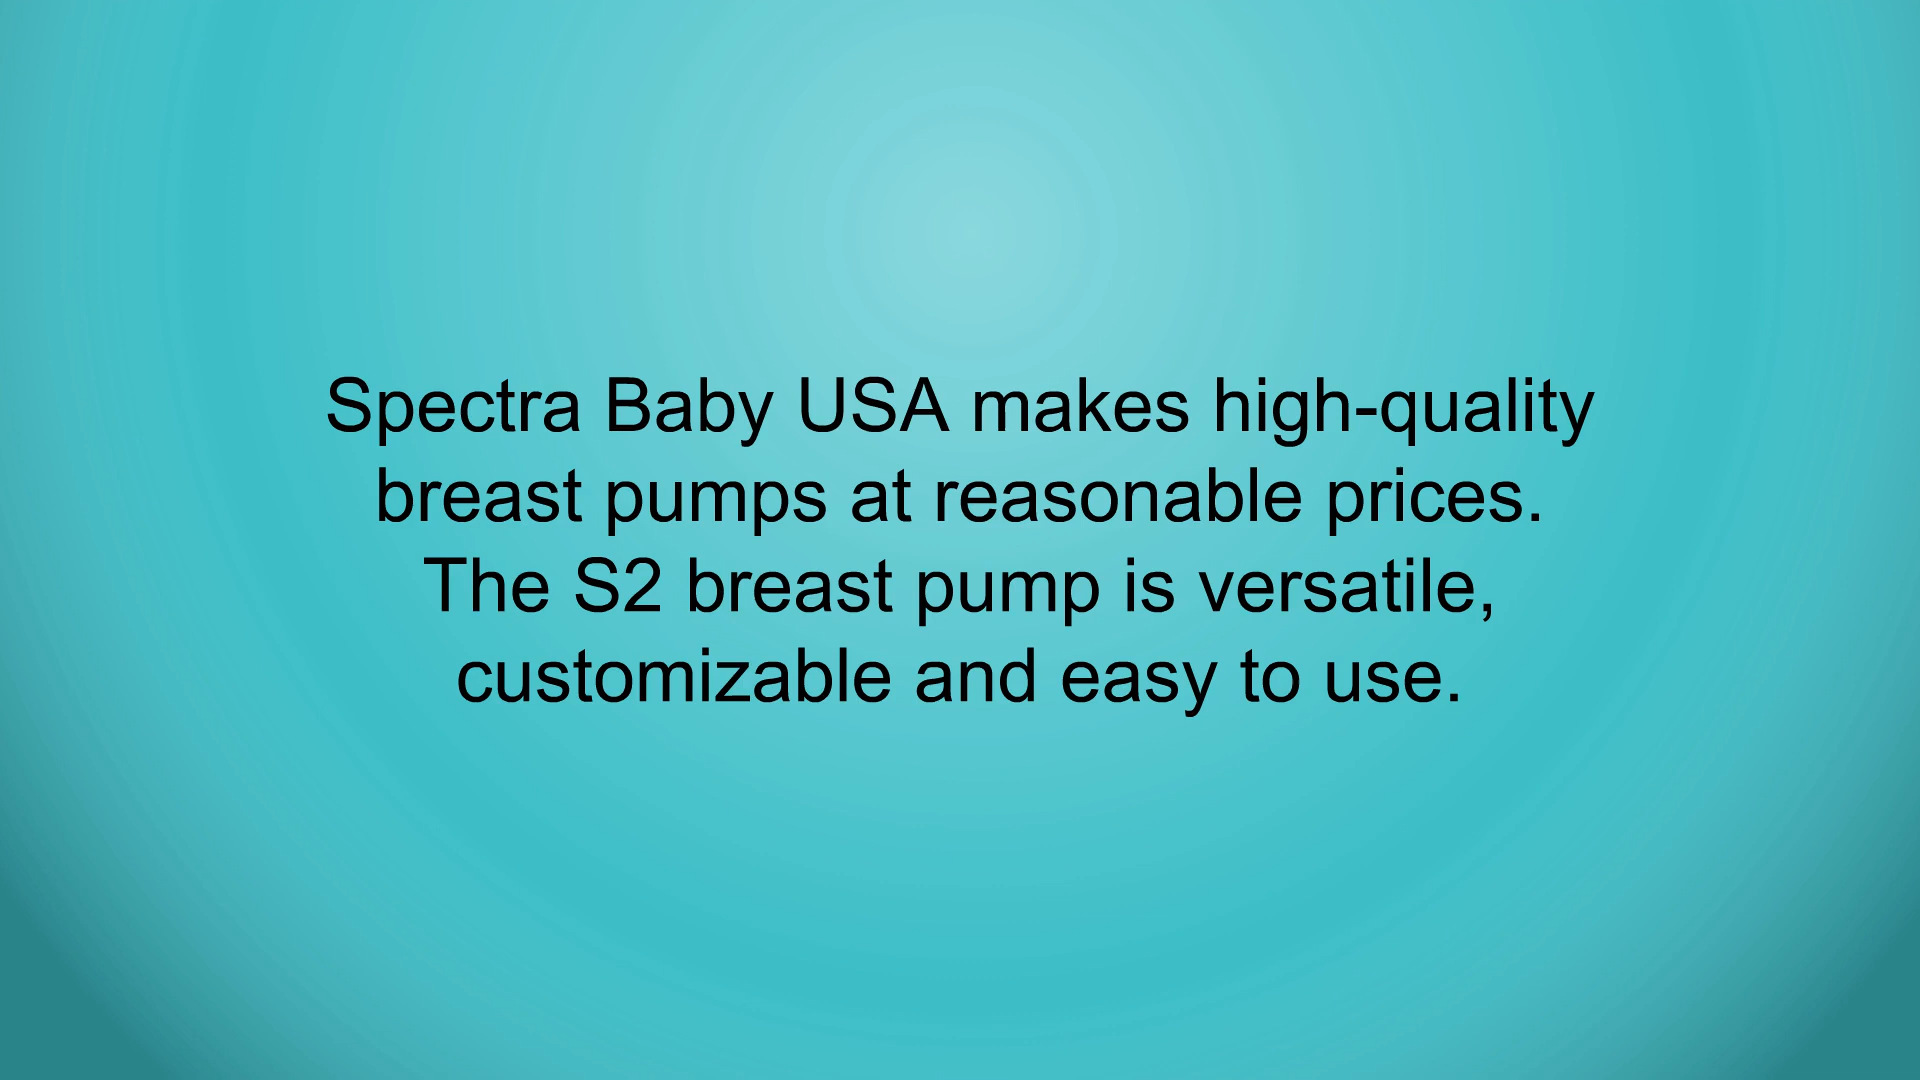 Spectra Baby USA makes high-quality
breast pumps at reasonable prices.
The S2 breast pump is versatile,
customizable and easy to use.